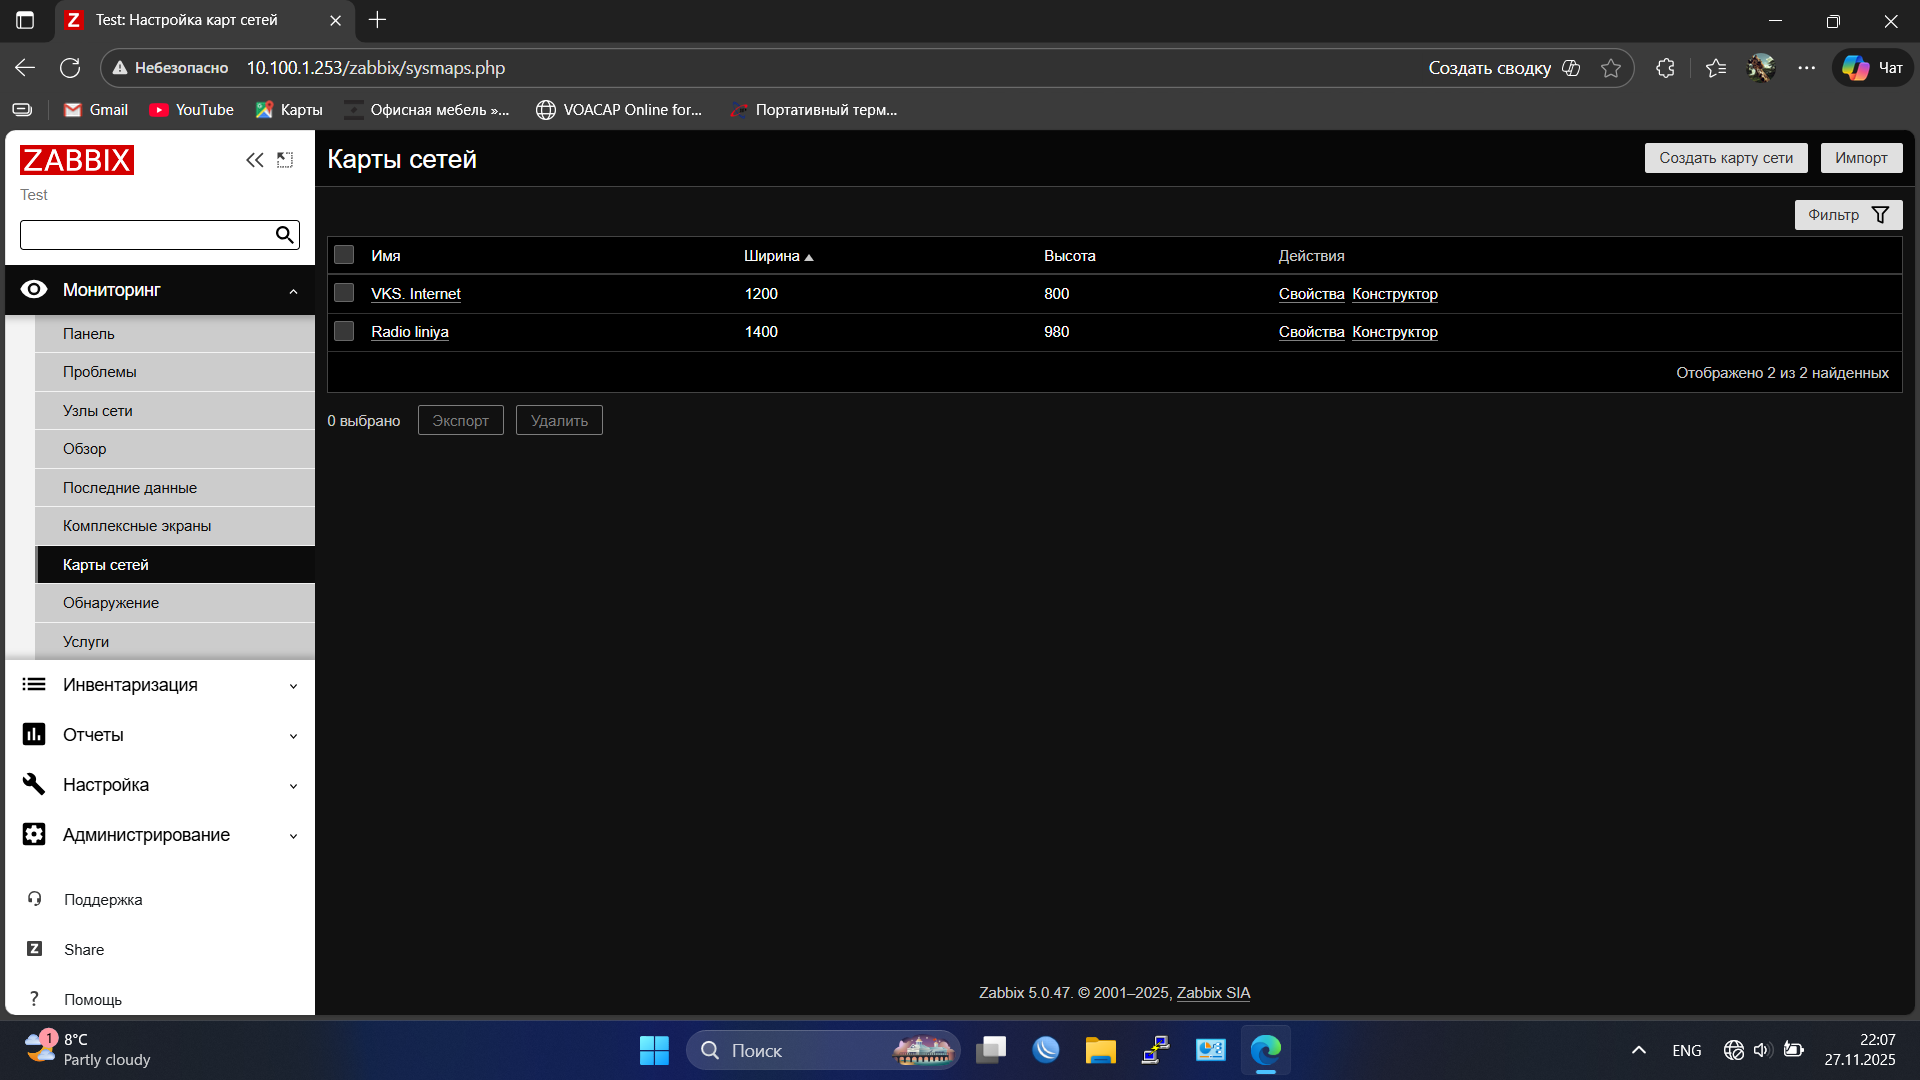 Test: Настройка карт сетей
Небезопасно 10.100.1.253/zabbix/sysmaps.php Создать сводку Чат
Gmail YouTube Карты Офисная мебель »... VOACAP Online for... Портативный терм...
ZABBIX
Test
Мониторинг
Панель
Проблемы
Узлы сети
Обзор
Последние данные
Комплексные экраны
Карты сетей
Обнаружение
Услуги
Инвентаризация
Отчеты
Настройка
Администрирование
Поддержка
Share
Помощь
Карты сетей Создать карту сети Импорт
Фильтр
Имя Ширина Высота Действия
VKS. Internet 1200 800 Свойства Конструктор
Radio liniya 1400 980 Свойства Конструктор
Отображено 2 из 2 найденных
0 выбрано Экспорт Удалить
Zabbix 5.0.47. © 2001–2025, Zabbix SIA
1 8°C
Partly cloudy
Поиск
ENG
22:07
27.11.2025